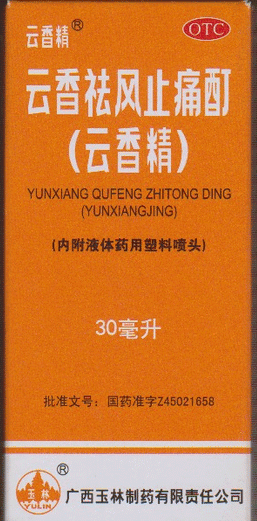 云香精®
OTC
云香祛风止痛酊
(云香精)
YUNXIANG QUFENG ZHITONG DING
(YUNXIANGJING)
(内附液体药用塑料喷头)
30毫升
批准文号：国药准字Z45021658
玉林
YULIN
®
广西玉林制药有限责任公司